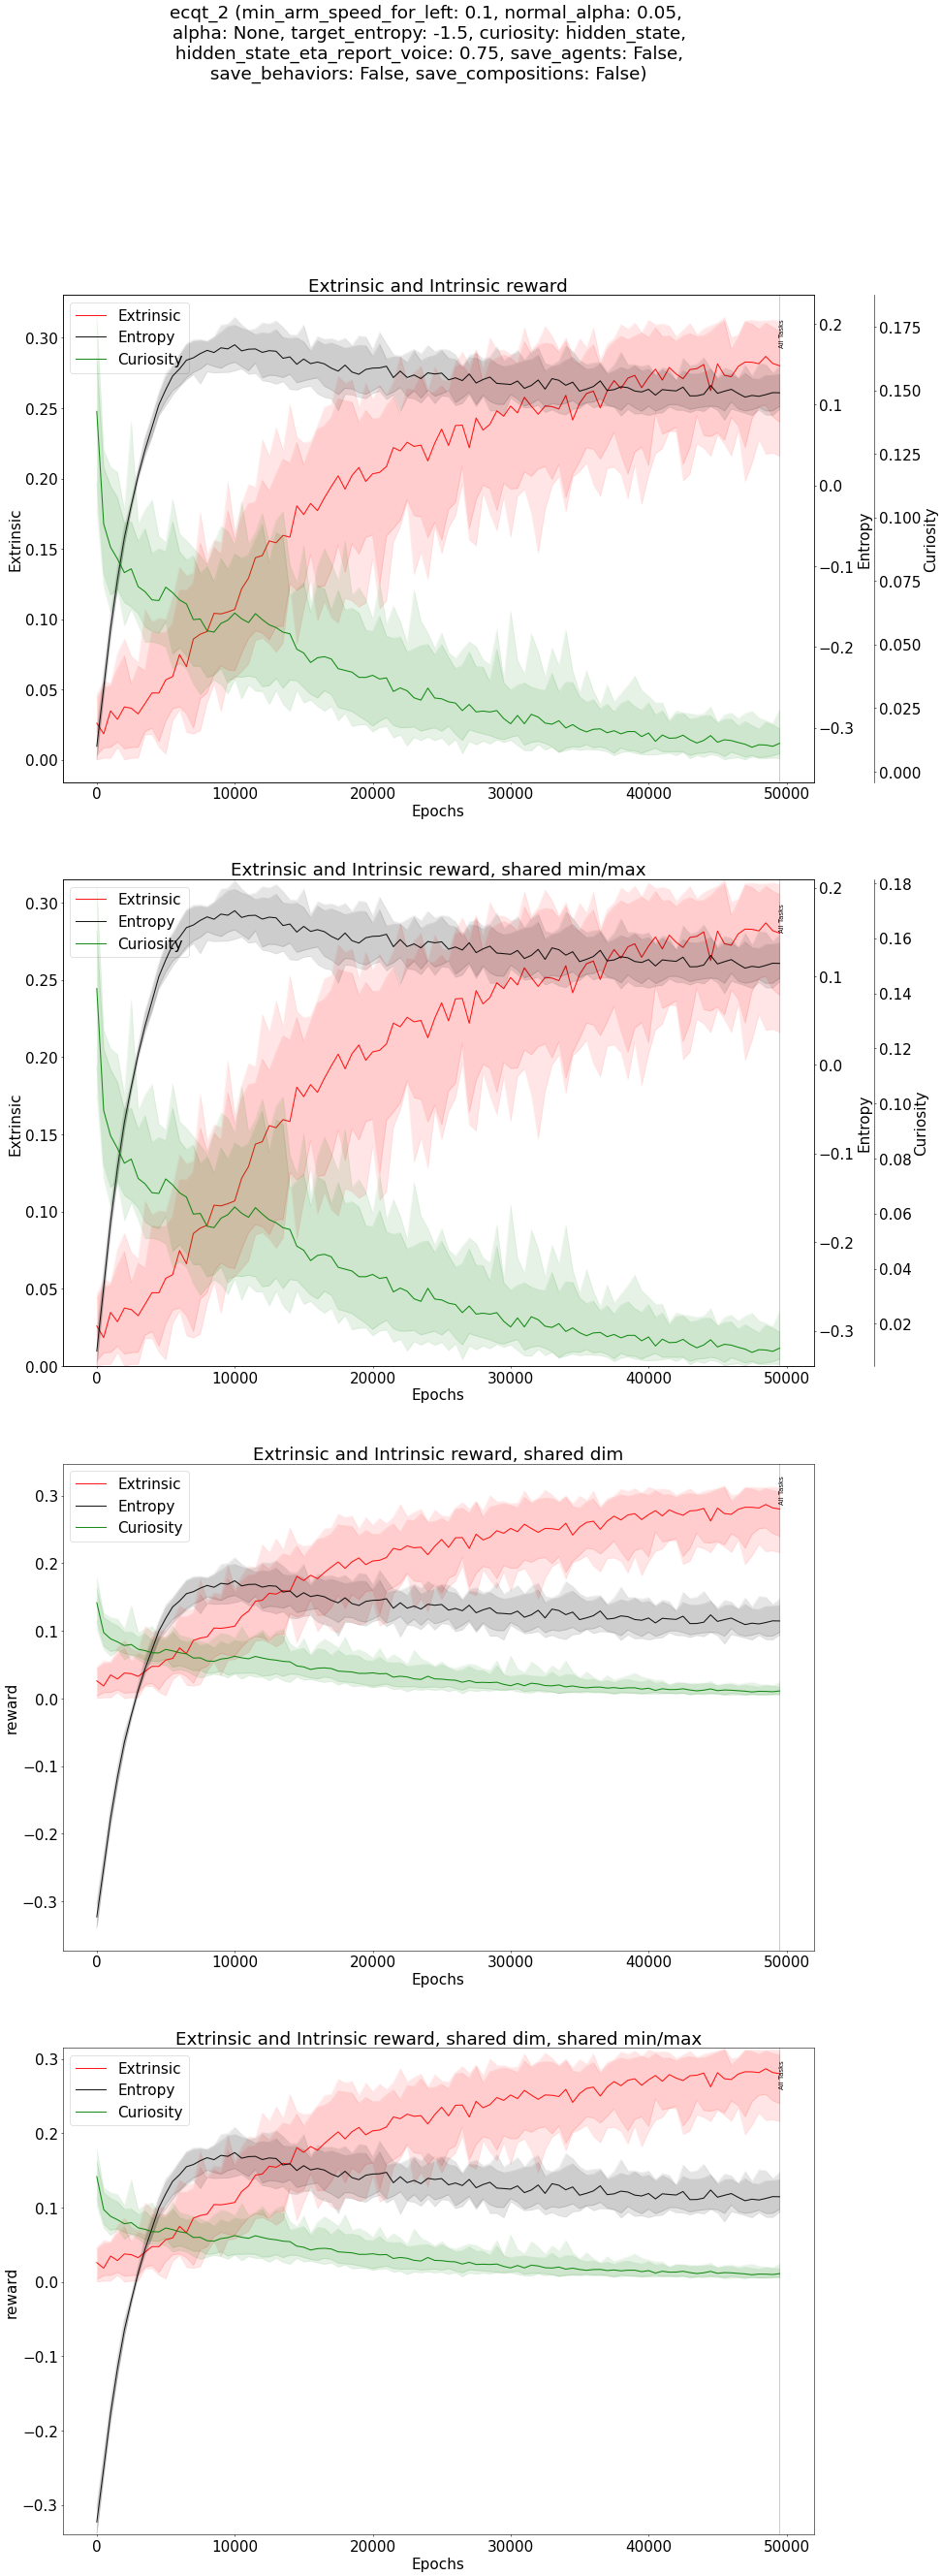 ecqt_2 (min_arm_speed_for_left: 0.1, normal_alpha: 0.05,
alpha: None, target_entropy: -1.5, curiosity: hidden_state,
hidden_state_eta_report_voice: 0.75, save_agents: False,
save_behaviors: False, save_compositions: False)
Extrinsic and Intrinsic reward
Extrinsic
Entropy
Curiosity
All Tasks
0.30
0.25
0.20
0.15
0.10
0.05
0.00
Extrinsic
0.2
0.1
0.0
−0.1
−0.2
−0.3
Entropy
0.175
0.150
0.125
0.100
0.075
0.050
0.025
0.000
Curiosity
0 10000 20000 30000 40000 50000
Epochs
Extrinsic and Intrinsic reward, shared min/max
Extrinsic
Entropy
Curiosity
All Tasks
0.30
0.25
0.20
0.15
0.10
0.05
0.00
Extrinsic
0.2
0.1
0.0
−0.1
−0.2
−0.3
Entropy
0.18
0.16
0.14
0.12
0.10
0.08
0.06
0.04
0.02
Curiosity
0 10000 20000 30000 40000 50000
Epochs
Extrinsic and Intrinsic reward, shared dim
Extrinsic
Entropy
Curiosity
All Tasks
0.3
0.2
0.1
0.0
−0.1
−0.2
−0.3
reward
0 10000 20000 30000 40000 50000
Epochs
Extrinsic and Intrinsic reward, shared dim, shared min/max
Extrinsic
Entropy
Curiosity
All Tasks
0.3
0.2
0.1
0.0
−0.1
−0.2
−0.3
reward
0 10000 20000 30000 40000 50000
Epochs